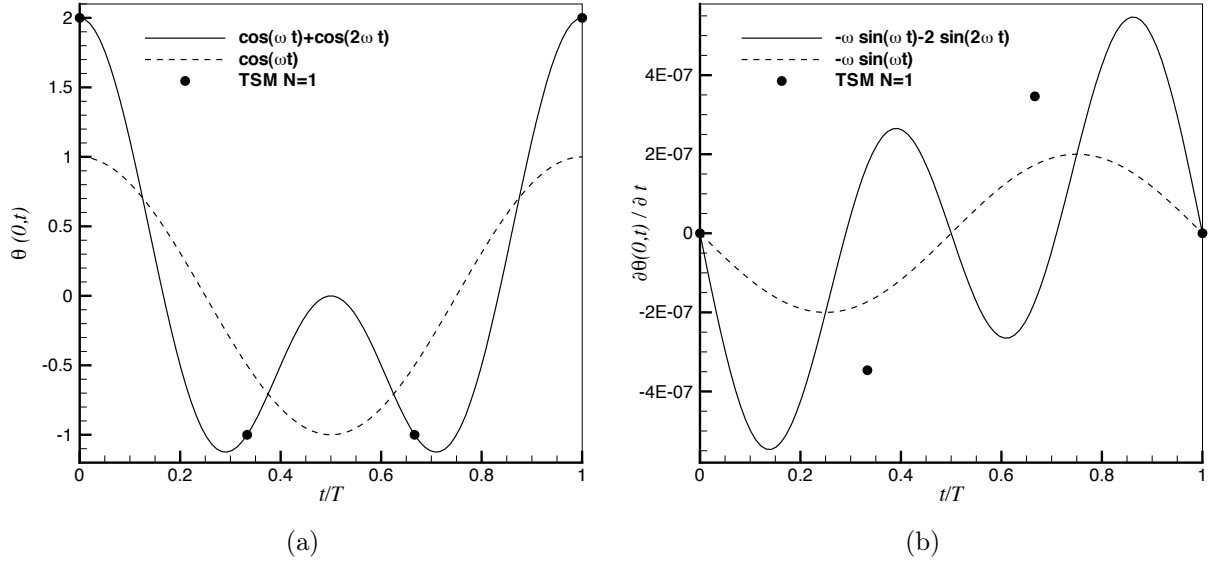 cos(ω t)+cos(2ω t)
cos(ωt)
TSM N=1
2
1.5
1
0.5
0
-0.5
-1
θ (0,t)
0
0.2
0.4
0.6
0.8
1
t/T
(a)
-ω sin(ω t)-2 sin(2ω t)
-ω sin(ωt)
TSM N=1
4E-07
2E-07
0
-2E-07
-4E-07
∂θ(0,t) / ∂ t
0
0.2
0.4
0.6
0.8
1
t/T
(b)